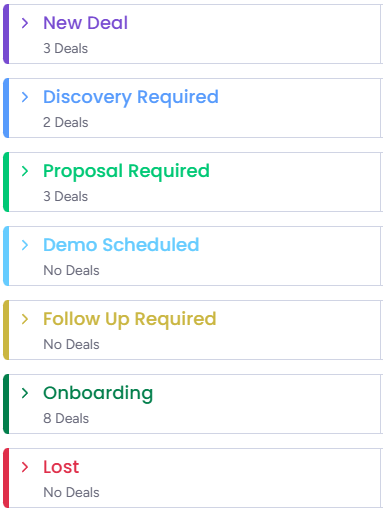 New Deal
3 Deals
Discovery Required
2 Deals
Proposal Required
3 Deals
Demo Scheduled
No Deals
Follow Up Required
No Deals
Onboarding
8 Deals
Lost
No Deals